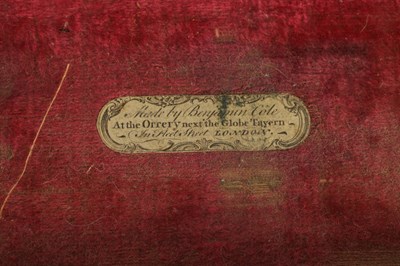 Made by Benjamin Cole
At the Orrery next the Globe Tavern
In Fleet Street LONDON.